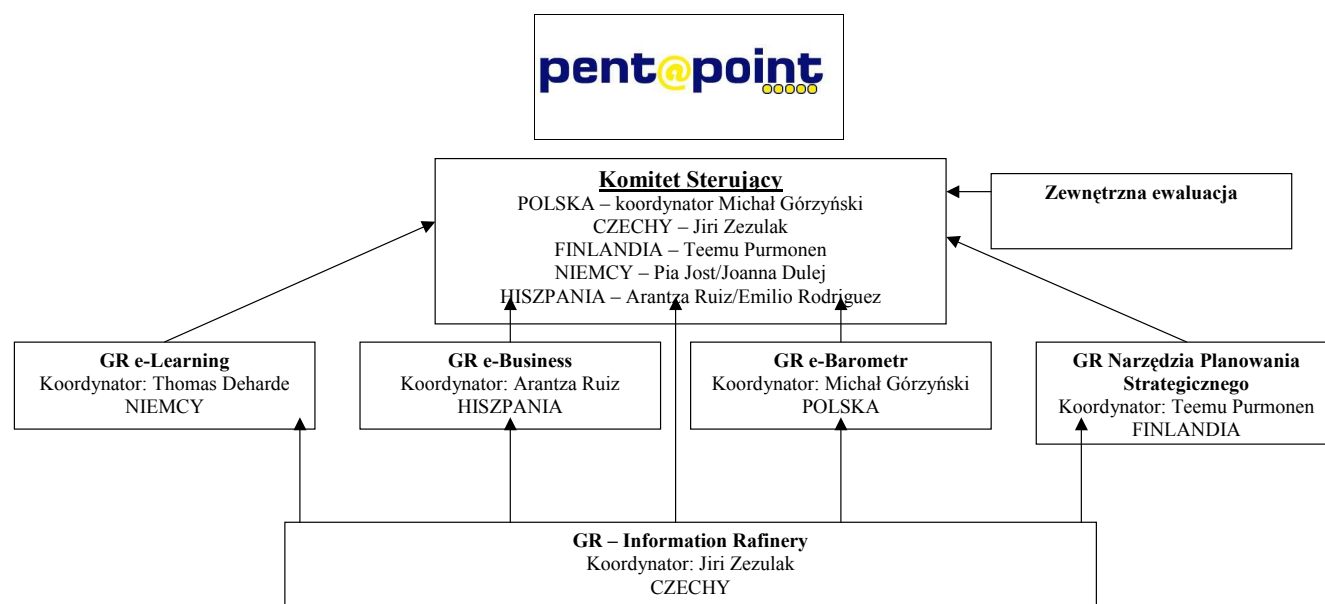 pent@point
Komitet Sterujący
POLSKA – koordynator Michał Górzyński
CZECHY – Jiri Zezulak
FINLANDIA – Teemu Purmonen
NIEMCY – Pia Jost/Joanna Dulej
HISZPANIA – Arantza Ruiz/Emilio Rodriguez
Zewnętrzna ewaluacja
GR e-Learning
Koordynator: Thomas Deharde
NIEMCY
GR e-Business
Koordynator: Arantza Ruiz
HISZPANIA
GR e-Barometr
Koordynator: Michał Górzyński
POLSKA
GR Narzędzia Planowania
Strategicznego
Koordynator: Teemu Purmonen
FINLANDIA
GR – Information Rafinery
Koordynator: Jiri Zezulak
CZECHY